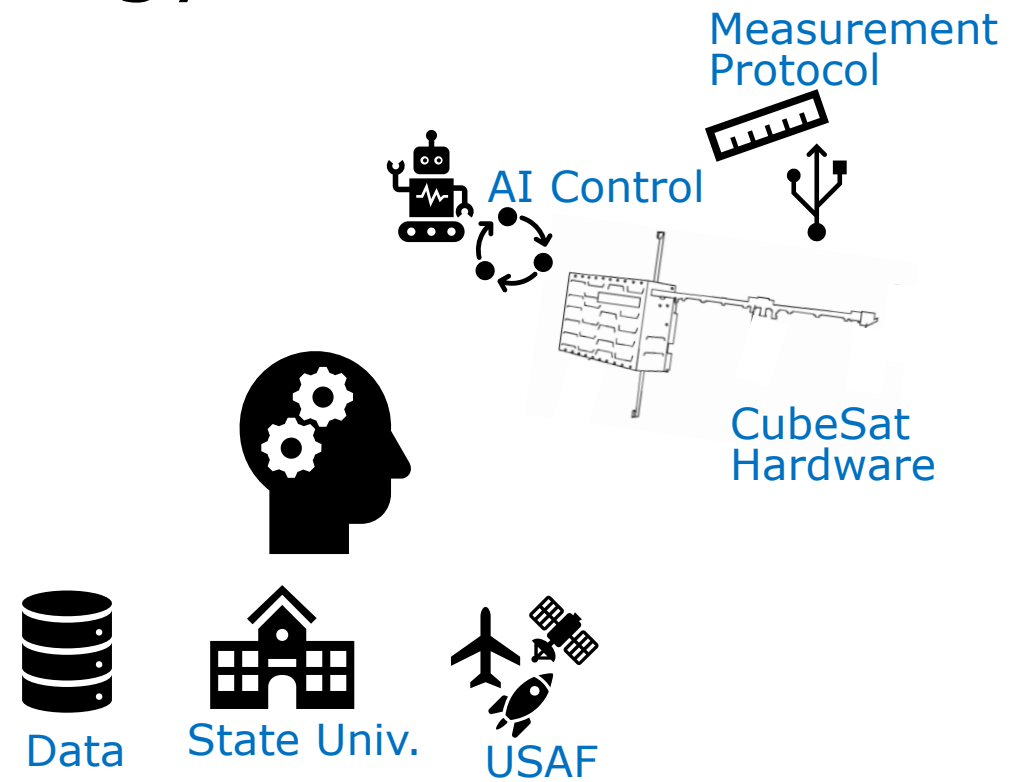 Measurement
Protocol
AI Control
CubeSat
Hardware
Data
State Univ.
USAF